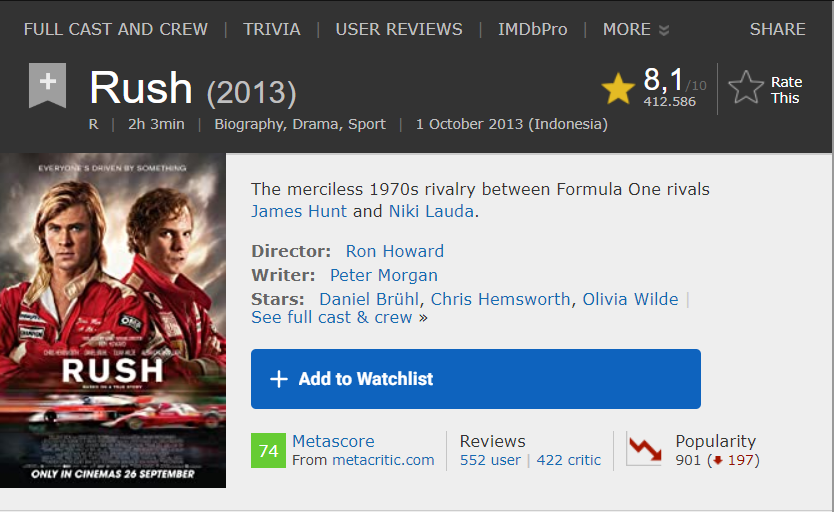 FULL CAST AND CREW | TRIVIA | USER REVIEWS | IMDbPro | MORE SHARE
Rush (2013)
8,1/10
412.586
Rate
This
R | 2h 3min | Biography, Drama, Sport | 1 October 2013 (Indonesia)
EVERYONE'S DRIVEN BY SOMETHING
RUSH
BASED ON A TRUE STORY
ONLY IN CINEMAS 26 SEPTEMBER
The merciless 1970s rivalry between Formula One rivals
James Hunt and Niki Lauda.
Director: Ron Howard
Writer: Peter Morgan
Stars: Daniel Brühl, Chris Hemsworth, Olivia Wilde |
See full cast & crew »
+ Add to Watchlist
74 Metascore
From metacritic.com
Reviews
552 user | 422 critic
Popularity
901 (197)